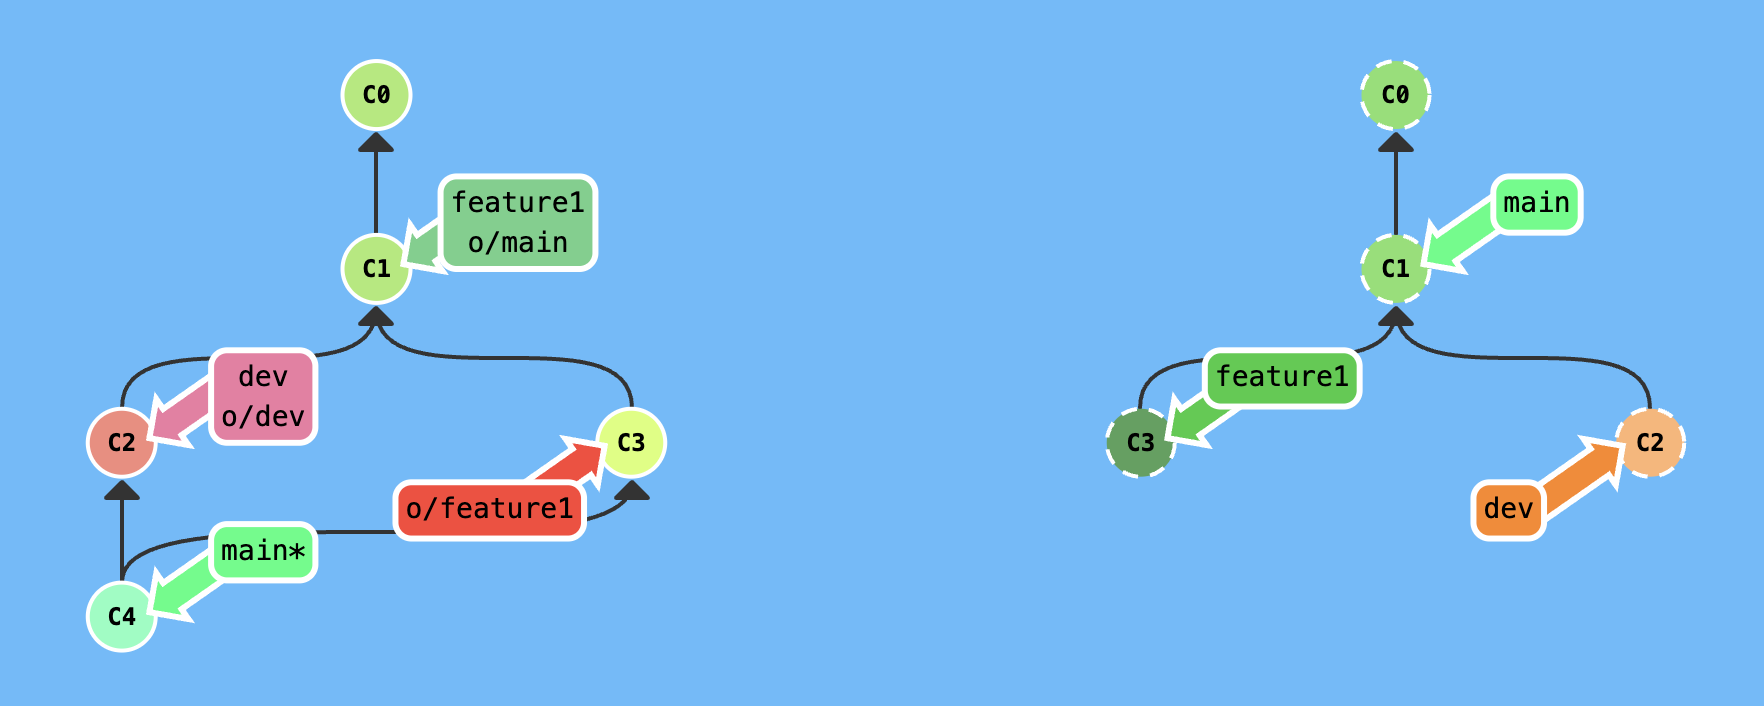 C0
feature1
o/main
C1
dev
o/dev
C2
C3
o/feature1
main*
C4
C0
main
C1
feature1
C3
C2
dev